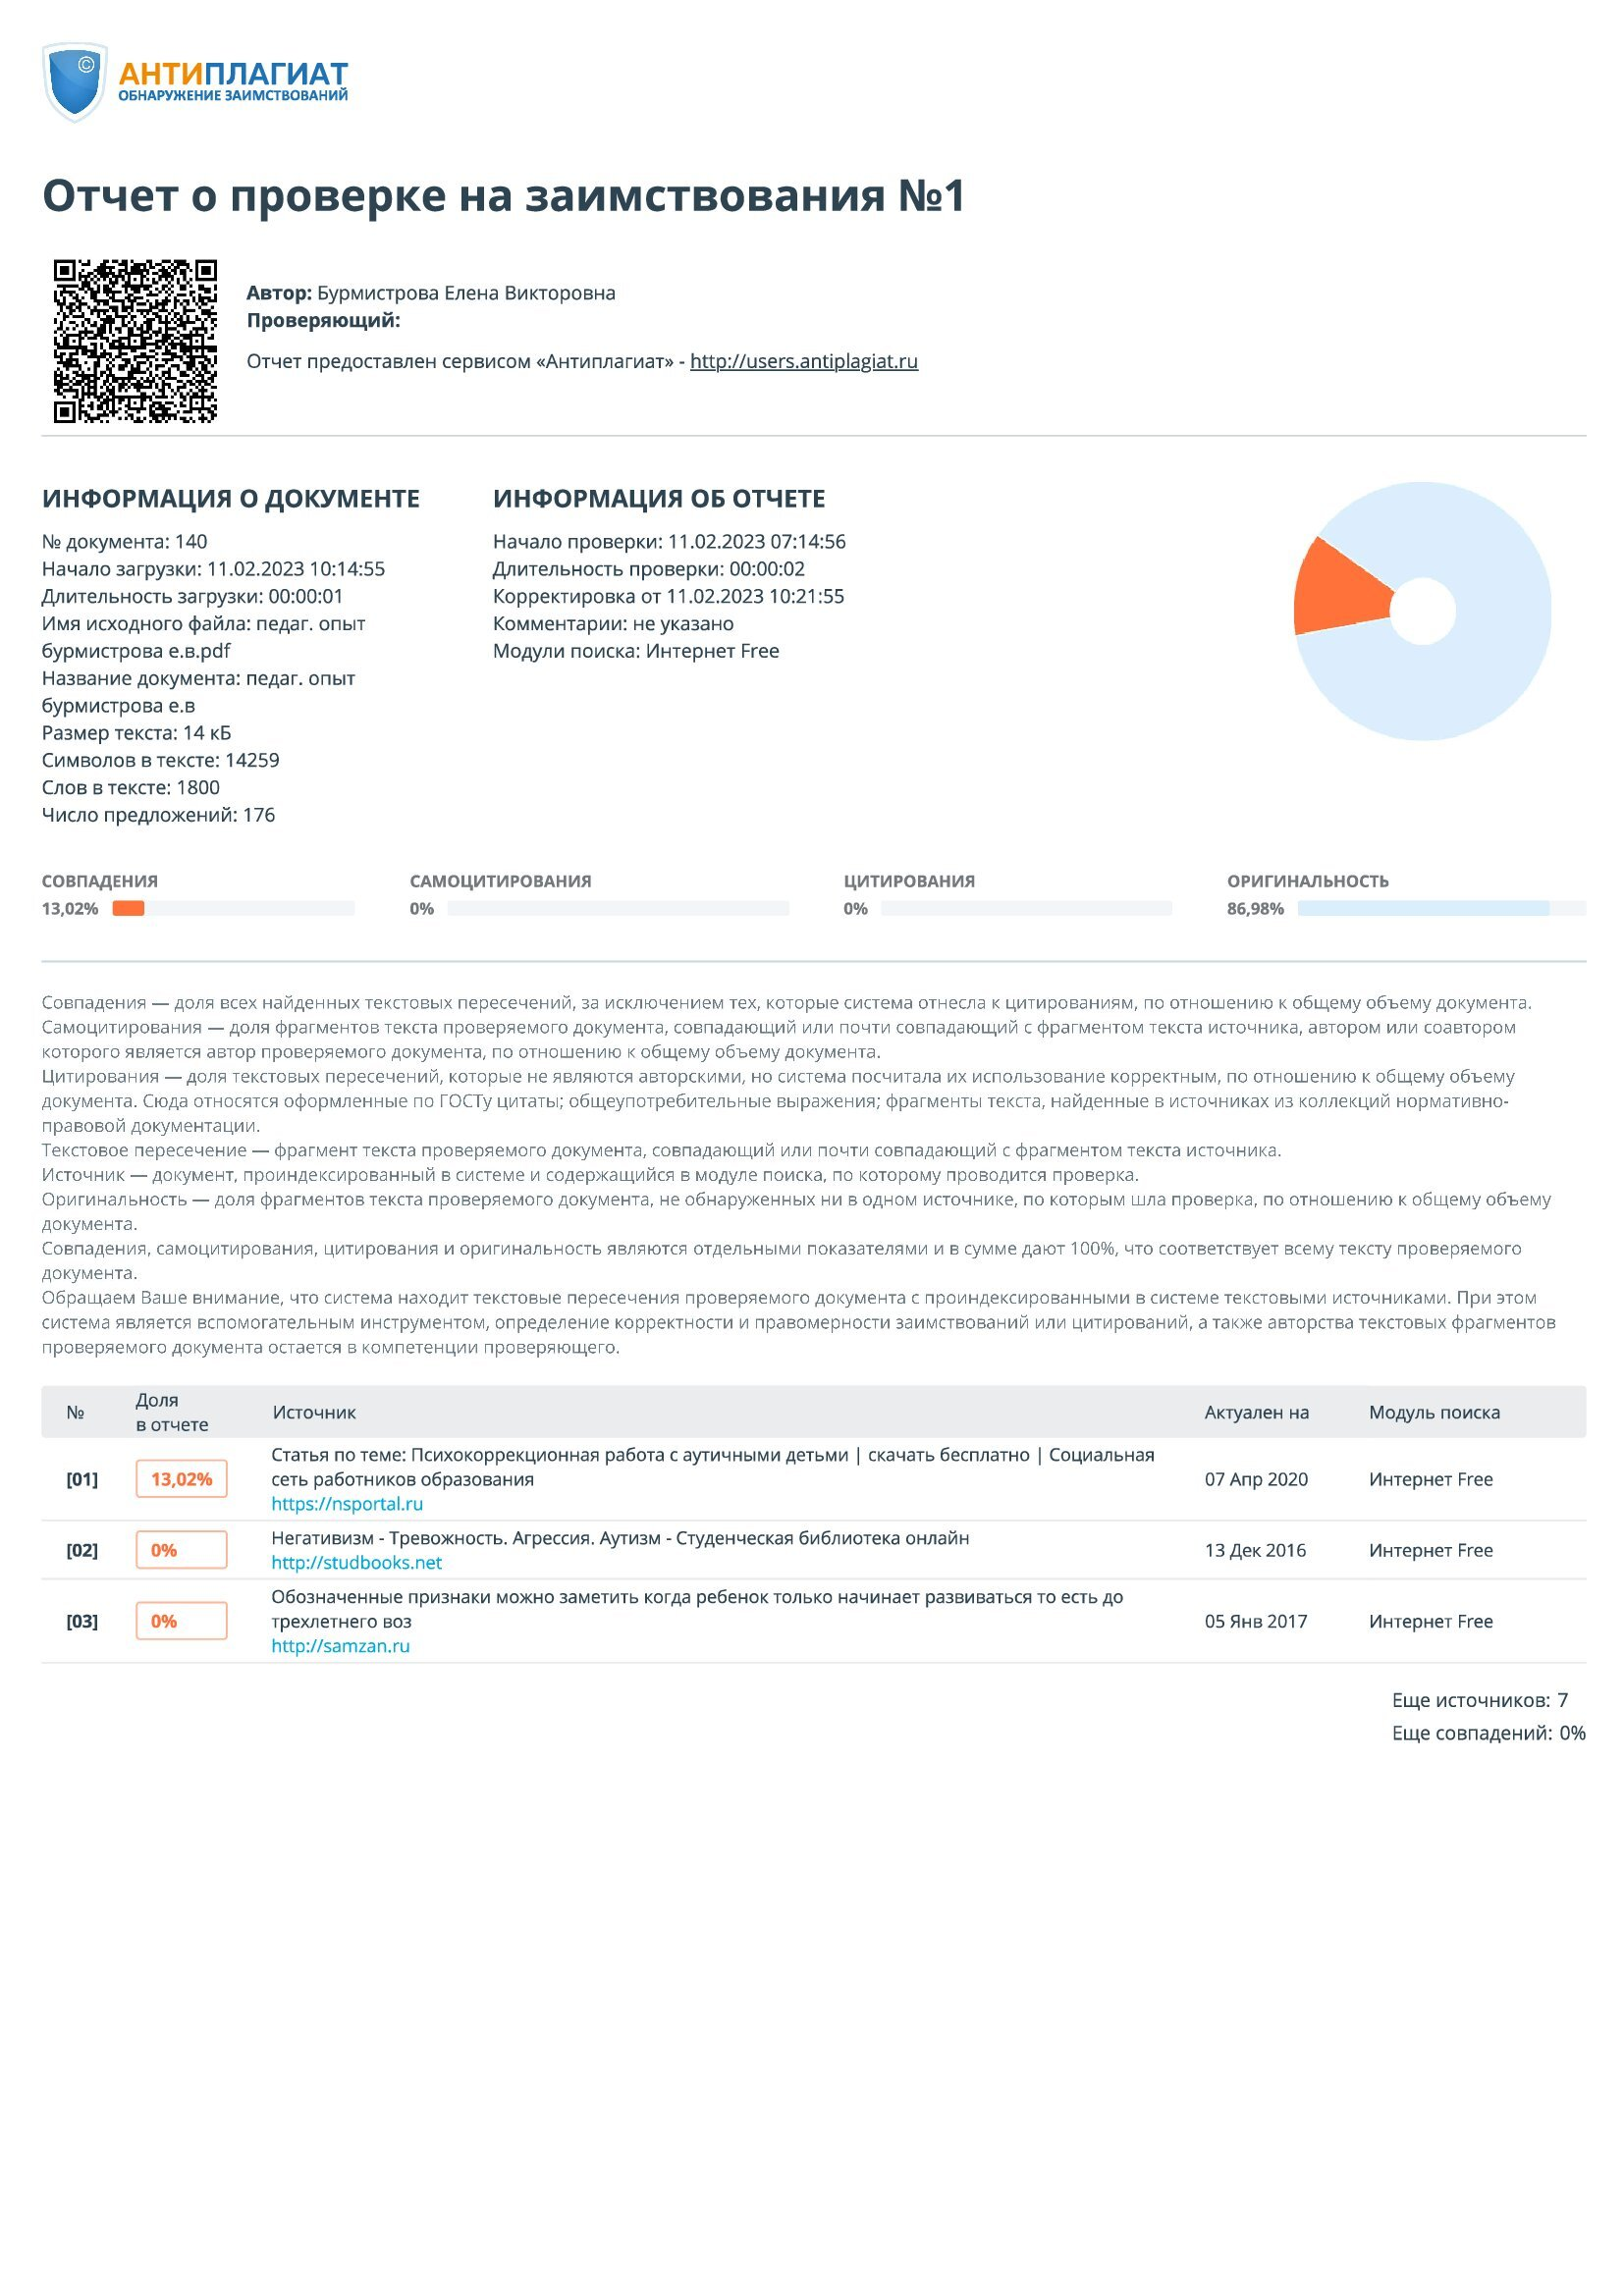 ©
АНТИПЛАГИАТ
ОБНАРУЖЕНИЕ ЗАИМСТВОВАНИЙ
Отчет о проверке на заимствования №1
Автор: Бурмистрова Елена Викторовна
Проверяющий:
Отчет предоставлен сервисом «Антиплагиат» - http://users.antiplagiat.ru
ИНФОРМАЦИЯ О ДОКУМЕНТЕ
№ документа: 140
Начало загрузки: 11.02.2023 10:14:55
Длительность загрузки: 00:00:01
Имя исходного файла: педаг. опыт
бурмистрова е.в.pdf
Название документа: педаг. опыт
бурмистрова е.в
Размер текста: 14 кБ
Символов в тексте: 14259
Слов в тексте: 1800
Число предложений: 176
ИНФОРМАЦИЯ ОБ ОТЧЕТЕ
Начало проверки: 11.02.2023 07:14:56
Длительность проверки: 00:00:02
Корректировка от 11.02.2023 10:21:55
Комментарии: не указано
Модули поиска: Интернет Free
СОВПАДЕНИЯ
13,02%
САМОЦИТИРОВАНИЯ
0%
ЦИТИРОВАНИЯ
0%
ОРИГИНАЛЬНОСТЬ
86,98%
Совпадения — доля всех найденных текстовых пересечений, за исключением тех, которые система отнесла к цитированиям, по отношению к общему объему документа.
Самоцитирования — доля фрагментов текста проверяемого документа, совпадающий или почти совпадающий с фрагментом текста источника, автором или соавтором
которого является автор проверяемого документа, по отношению к общему объему документа.
Цитирования — доля текстовых пересечений, которые не являются авторскими, но система посчитала их использование корректным, по отношению к общему объему
документа. Сюда относятся оформленные по ГОСТу цитаты; общеупотребительные выражения; фрагменты текста, найденные в источниках из коллекций нормативно-
правовой документации.
Текстовое пересечение — фрагмент текста проверяемого документа, совпадающий или почти совпадающий с фрагментом текста источника.
Источник — документ, проиндексированный в системе и содержащийся в модуле поиска, по которому проводится проверка.
Оригинальность — доля фрагментов текста проверяемого документа, не обнаруженных ни в одном источнике, по которым шла проверка, по отношению к общему объему
документа.
Совпадения, самоцитирования, цитирования и оригинальность являются отдельными показателями и в сумме дают 100%, что соответствует всему тексту проверяемого
документа.
Обращаем Ваше внимание, что система находит текстовые пересечения проверяемого документа с проиндексированными в системе текстовыми источниками. При этом
система является вспомогательным инструментом, определение корректности и правомерности заимствований или цитирований, а также авторства текстовых фрагментов
проверяемого документа остается в компетенции проверяющего.
№ Доля в отчете Источник Актуален на Модуль поиска
[01] 13,02% Статья по теме: Психокоррекционная работа с аутичными детьми | скачать бесплатно | Социальная
сеть работников образования 07 Апр 2020 Интернет Free
https://nsportal.ru
[02] 0% Негативизм - Тревожность. Агрессия. Аутизм - Студенческая библиотека онлайн 13 Дек 2016 Интернет Free
http://studbooks.net
[03] 0% Обозначенные признаки можно заметить когда ребенок только начинает развиваться то есть до
трехлетнего воз 05 Янв 2017 Интернет Free
http://samzan.ru
Еще источников: 7
Еще совпадений: 0%